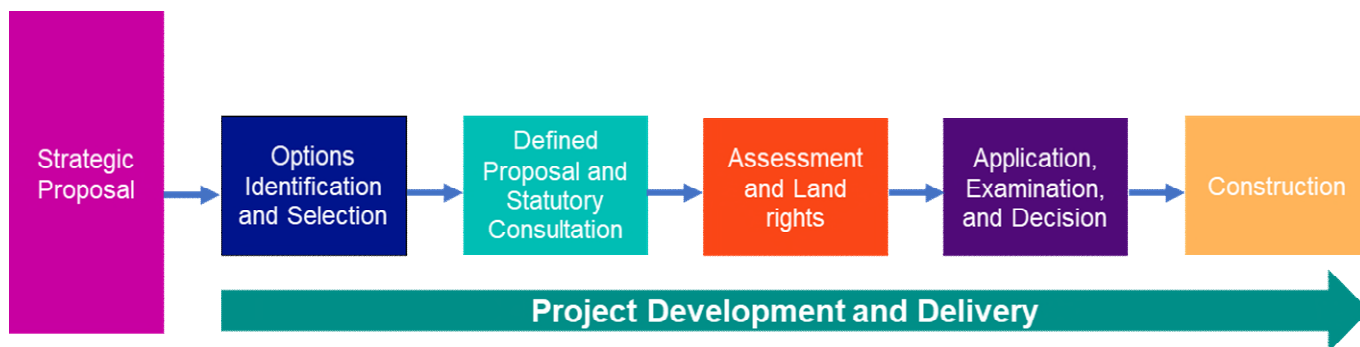 Strategic
Proposal
Options
Identification
and Selection
Defined
Proposal and
Statutory
Consultation
Assessment
and Land
rights
Application,
Examination,
and Decision
Construction
Project Development and Delivery